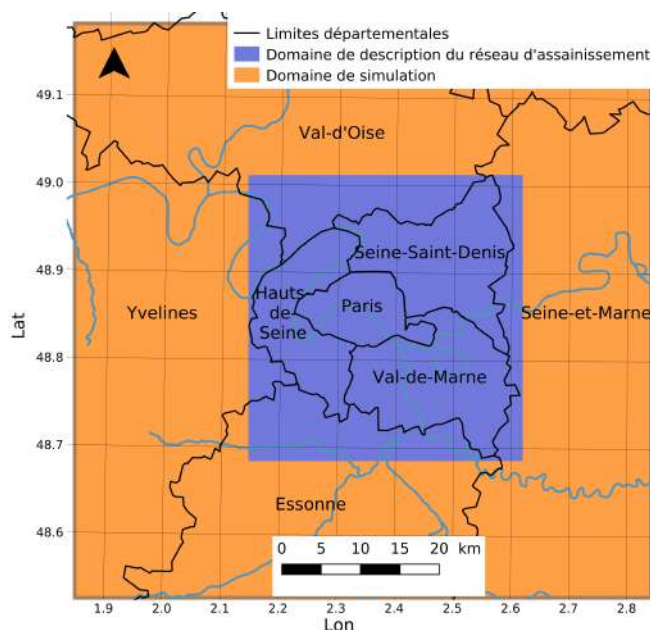 Limites départementales
Domaine de description du réseau d'assainissement
Domaine de simulation
49.1
Val-d'Oise
49.0
Seine-Saint-Denis
48.9
Hauts-
de-
Seine
Paris
Yvelines
Seine-et-Marne
Lat
48.8
Val-de-Marne
48.7
Essonne
48.6
0 5 10 15 20 km
1.9 2.0 2.1 2.2 2.3 2.4 2.5 2.6 2.7 2.8
Lon